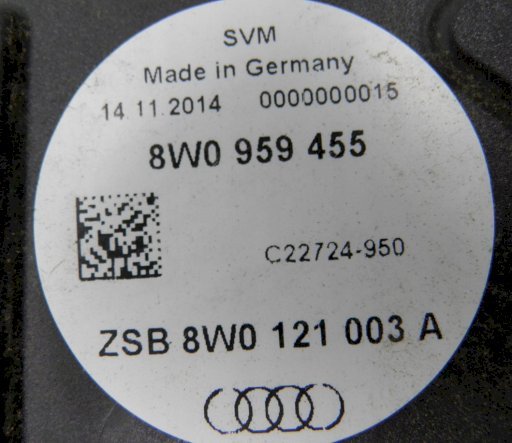 SVM
Made in Germany
14.11.2014 0000000015
8W0 959 455
C22724-950
ZSB 8W0 121 003 A